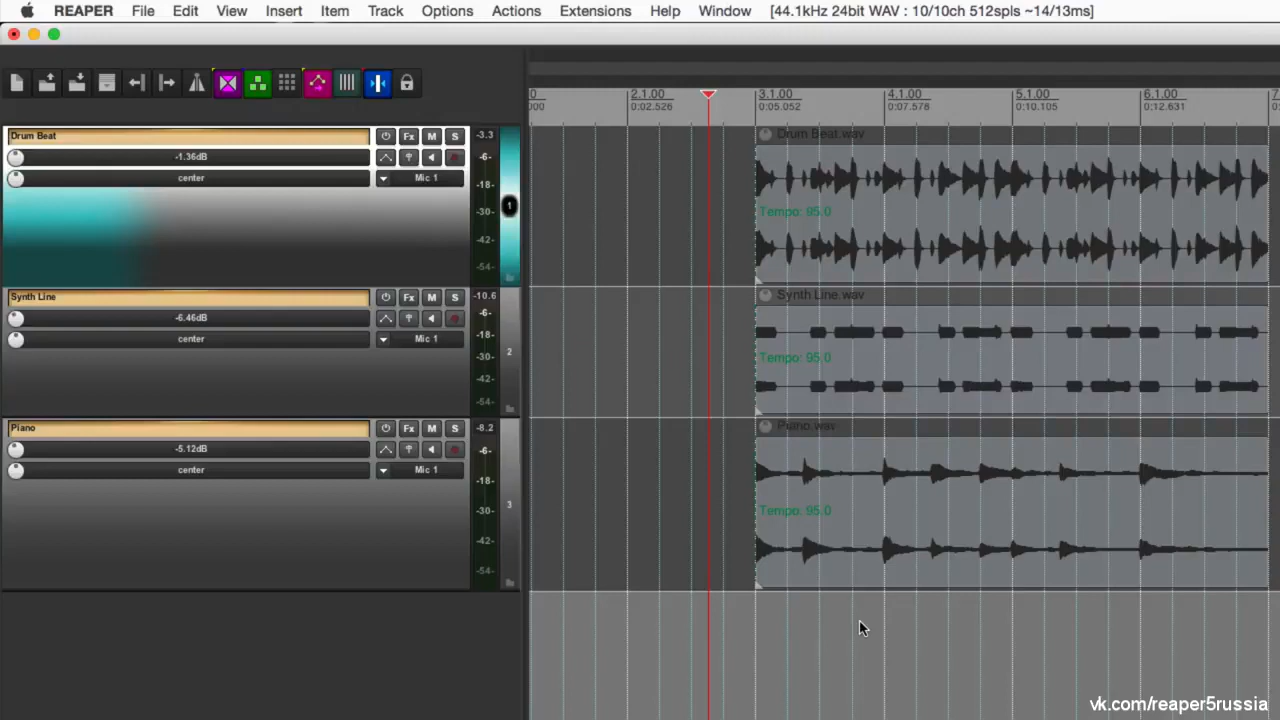 REAPER File Edit View Insert Item Track Options Actions Extensions Help Window [44.1kHz 24bit WAV : 10/10ch 512spls ~14/13ms]
2.1.00 3.1.00 4.1.00 5.1.00 6.1.00
0:02.526 0:05.052 0:07.578 0:10.105 0:12.631
Drum Beat Fx M S -3.3
-1.36dB -6-
center Mic 1 -18-
-30- 1
-42-
-54-
Drum Beat.wav
Tempo: 95.0
Synth Line Fx M S -10.6
-6.46dB -6-
center Mic 1 -18-
-30- 2
-42-
-54-
Synth Line.wav
Tempo: 95.0
Piano Fx M S -8.2
-5.12dB -6-
center Mic 1 -18-
-30- 3
-42-
-54-
Piano.wav
Tempo: 95.0
vk.com/reaper5russia